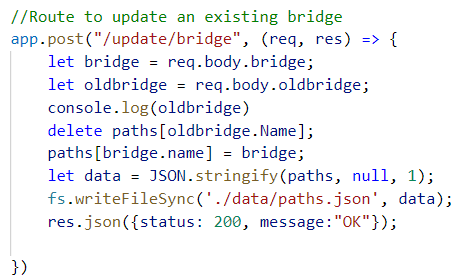 //Route to update an existing bridge
app.post("/update/bridge", (req, res) => {
    let bridge = req.body.bridge;
    let oldbridge = req.body.oldbridge;
    console.log(oldbridge)
    delete paths[oldbridge.Name];
    paths[bridge.name] = bridge;
    let data = JSON.stringify(paths, null, 1);
    fs.writeFileSync('./data/paths.json', data);
    res.json({status: 200, message:"OK"});
})